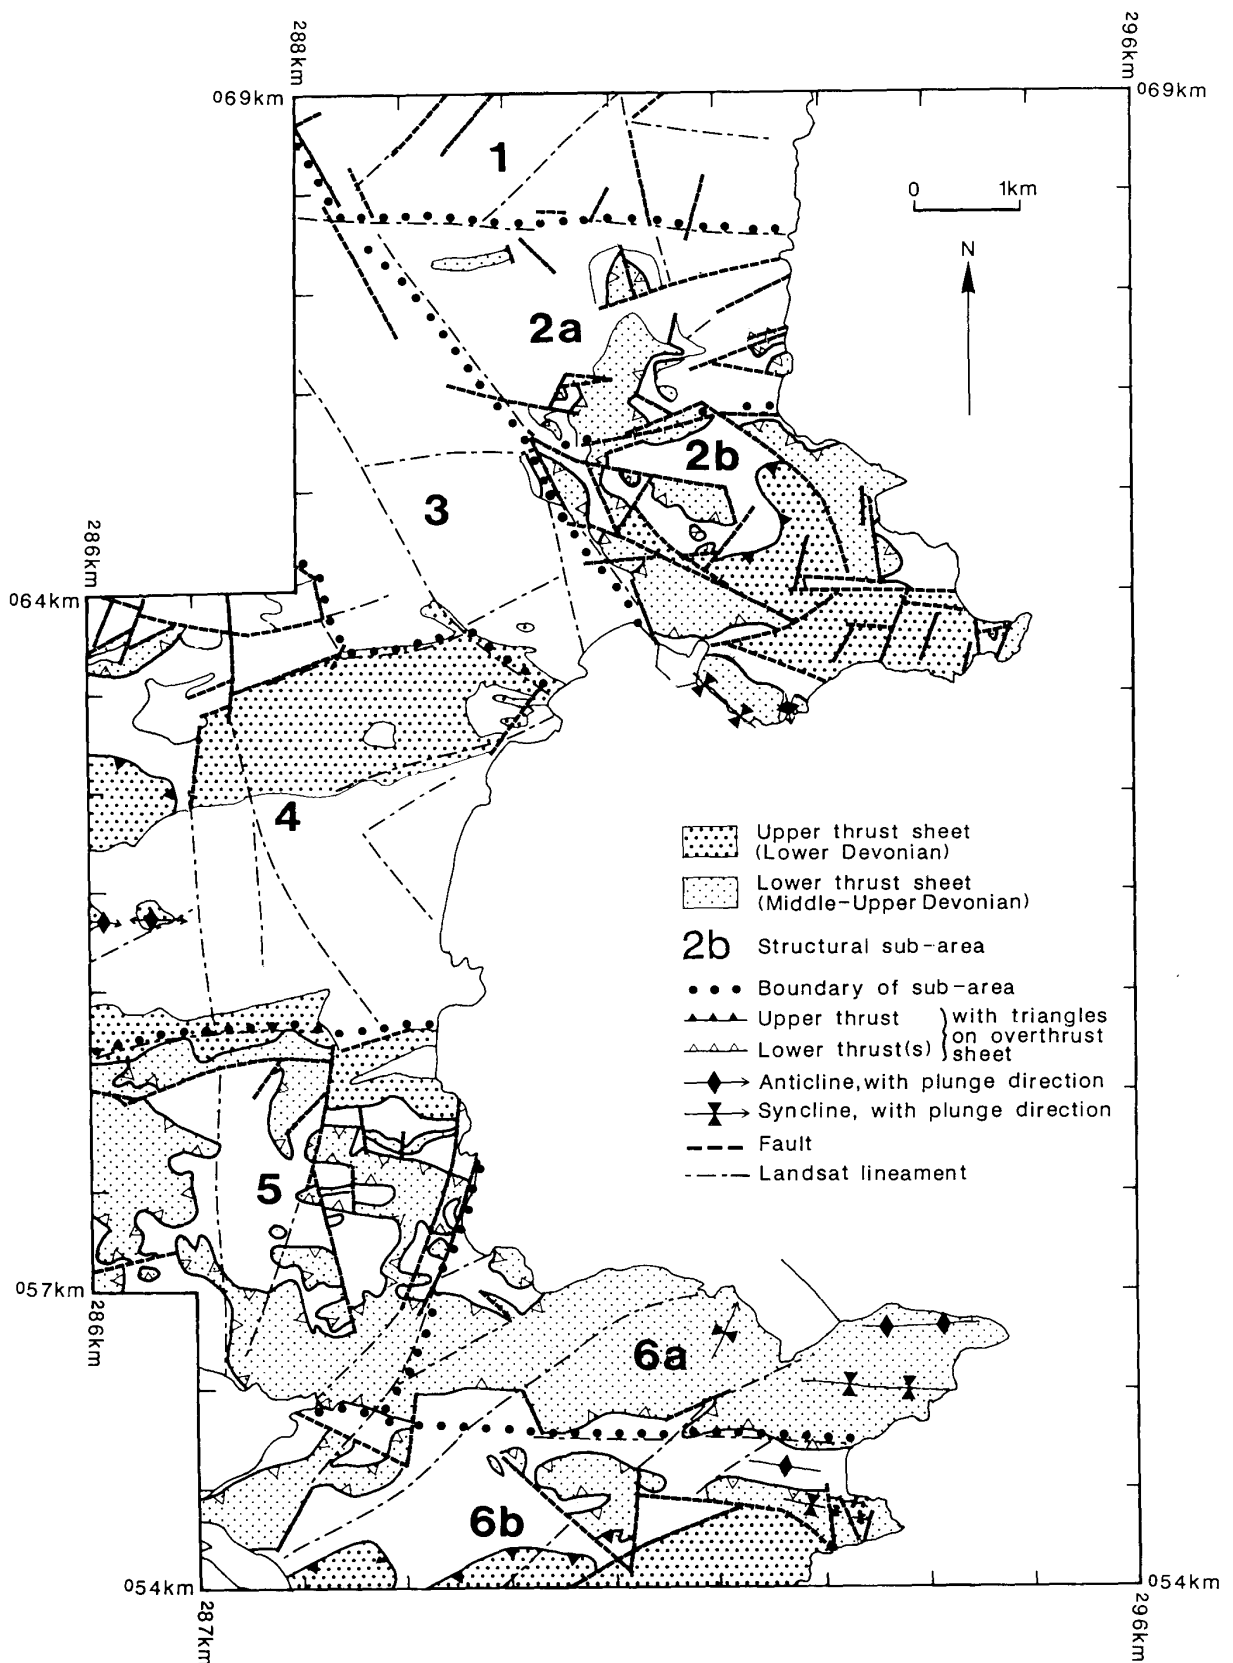 288km
296km
069km
069km
1
0 1km
N
2a
2b
3
286km
064km
4
Upper thrust sheet
(Lower Devonian)
Lower thrust sheet
(Middle-Upper Devonian)
2b Structural sub-area
Boundary of sub-area
Upper thrust
Lower thrust(s)
with triangles
on overthrust
sheet
Anticline, with plunge direction
Syncline, with plunge direction
Fault
Landsat lineament
5
057km
286km
6a
6b
054km
054km
287km
296km